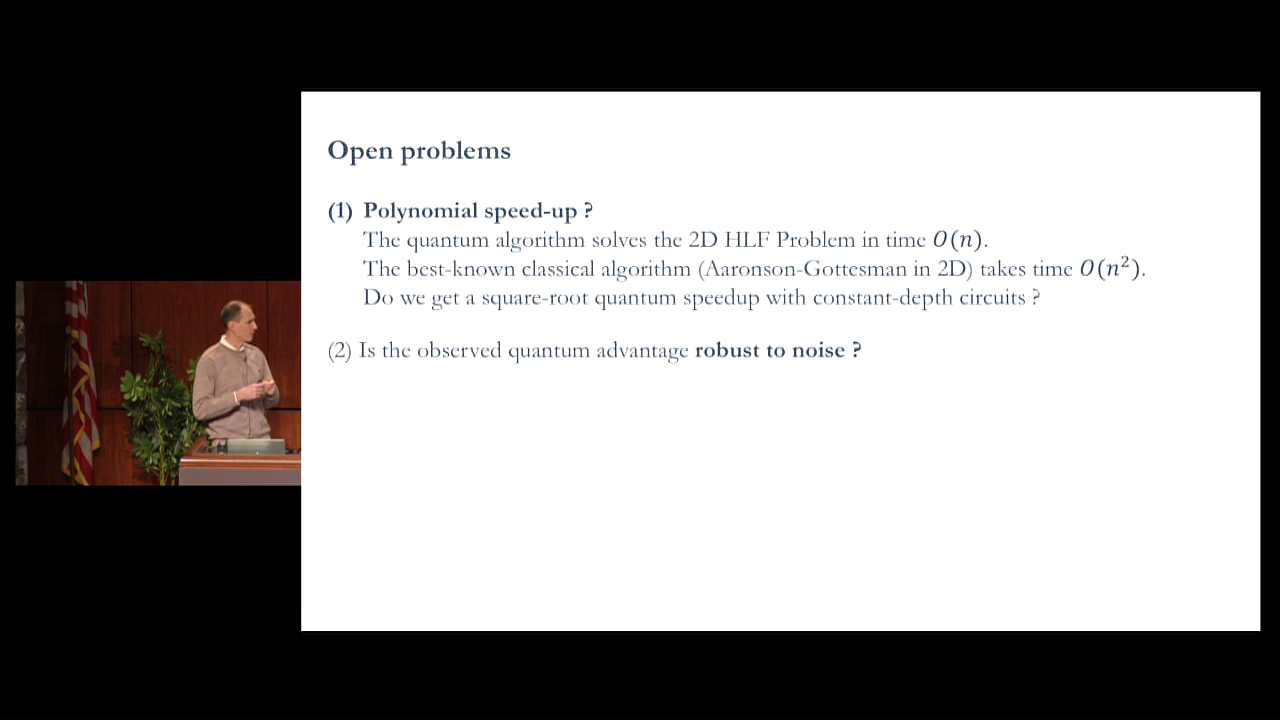 Open problems
(1) Polynomial speed-up ?
The quantum algorithm solves the 2D HLF Problem in time O(n).
The best-known classical algorithm (Aaronson-Gottesman in 2D) takes time O(n²).
Do we get a square-root quantum speedup with constant-depth circuits ?
(2) Is the observed quantum advantage robust to noise ?